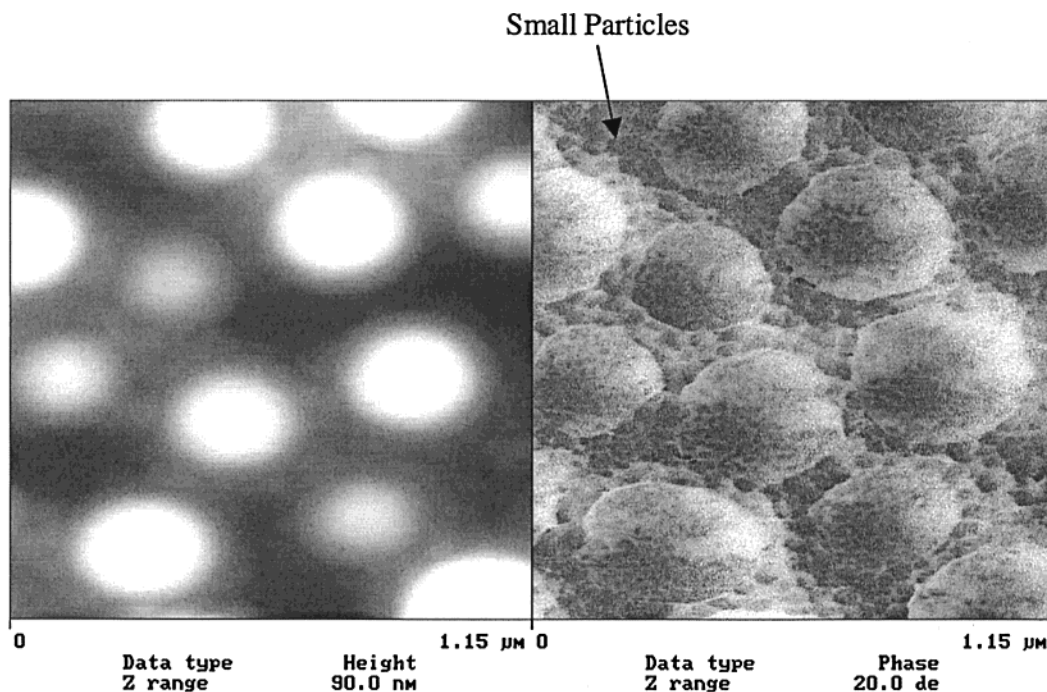 Small Particles
0 1.15 µM 0 1.15 µM
Data type Height Data type Phase
Z range 90.0 nM Z range 20.0 de